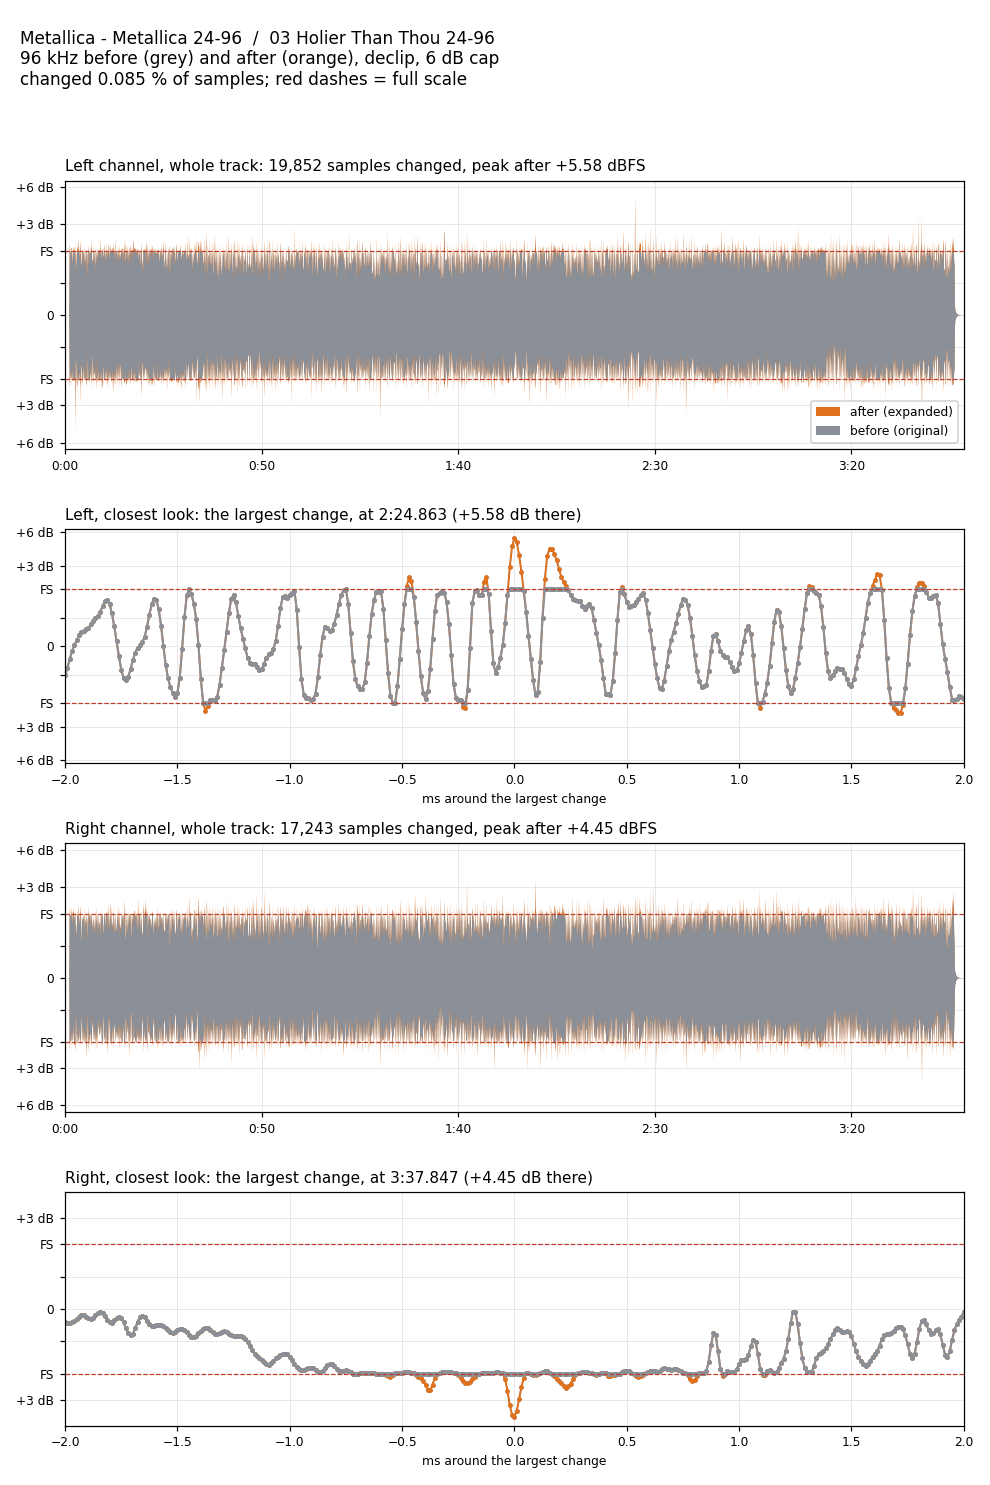 Metallica - Metallica 24-96  /  03 Holier Than Thou 24-96
96 kHz before (grey) and after (orange), declip, 6 dB cap
changed 0.085 % of samples; red dashes = full scale
Left channel, whole track: 19,852 samples changed, peak after +5.58 dBFS
+6 dB
+3 dB
FS
0
FS
+3 dB
+6 dB
after (expanded)
before (original)
0:00 0:50 1:40 2:30 3:20
Left, closest look: the largest change, at 2:24.863 (+5.58 dB there)
+6 dB
+3 dB
FS
0
FS
+3 dB
+6 dB
−2.0 −1.5 −1.0 −0.5 0.0 0.5 1.0 1.5 2.0
ms around the largest change
Right channel, whole track: 17,243 samples changed, peak after +4.45 dBFS
+6 dB
+3 dB
FS
0
FS
+3 dB
+6 dB
0:00 0:50 1:40 2:30 3:20
Right, closest look: the largest change, at 3:37.847 (+4.45 dB there)
+3 dB
FS
0
FS
+3 dB
−2.0 −1.5 −1.0 −0.5 0.0 0.5 1.0 1.5 2.0
ms around the largest change